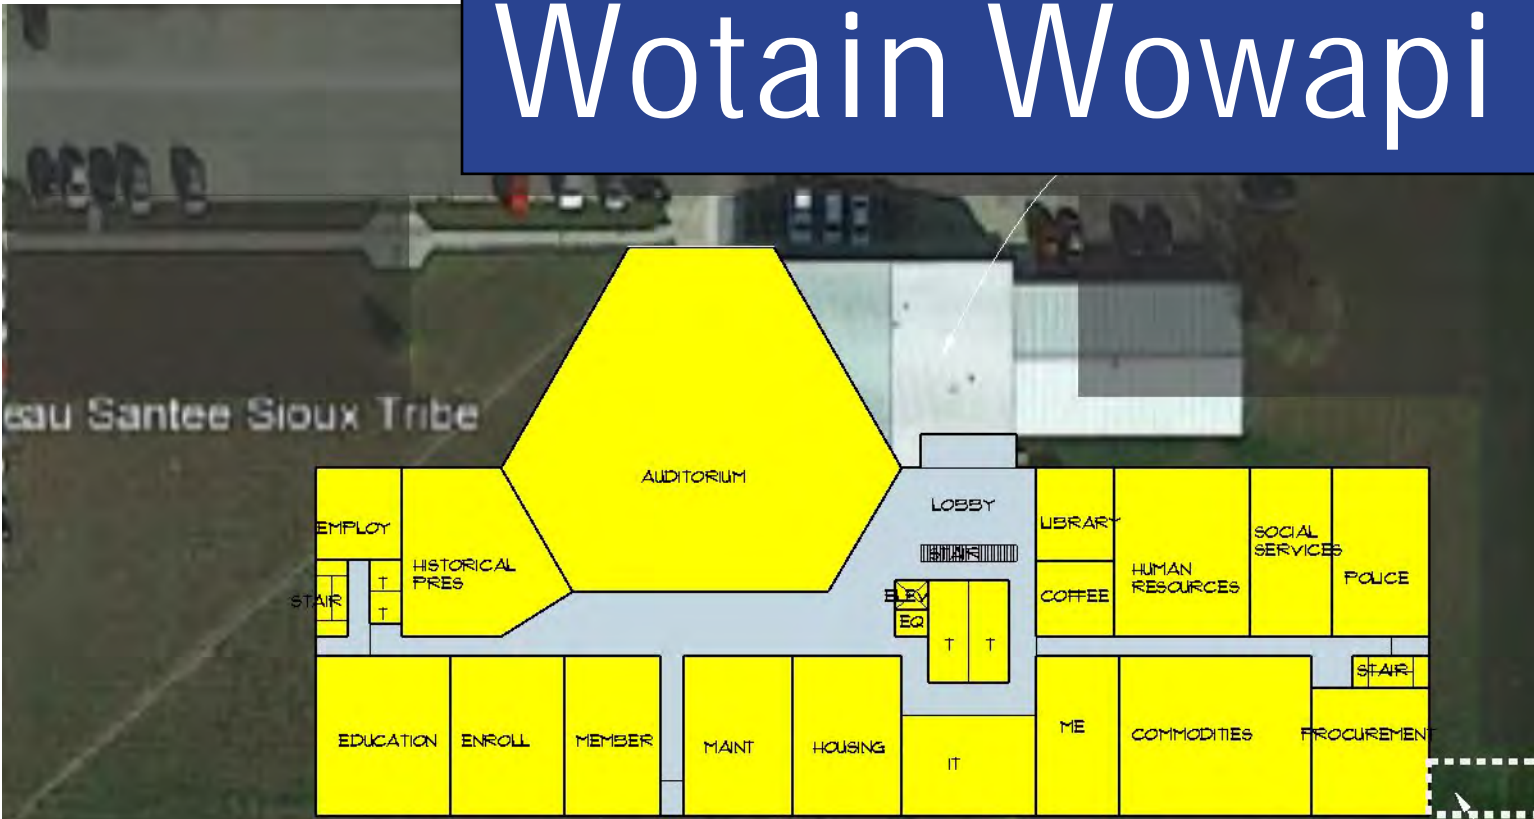 Wotain Wowapi
eau Santee Sioux Tribe
AUDITORIUM
LOBBY
STAIR
EMPLOY
HISTORICAL
PRES
T
T
STAIR
ELEV
EQ
T
T
LIBRARY
COFFEE
HUMAN
RESOURCES
SOCIAL
SERVICES
POLICE
STAIR
EDUCATION
ENROLL
MEMBER
MAINT
HOUSING
IT
ME
COMMODITIES
PROCUREMENT